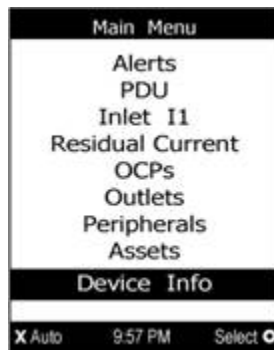 Main Menu
Alerts
PDU
Inlet I1
Residual Current
OCPs
Outlets
Peripherals
Assets
Device Info
X Auto 9:57 PM Select O